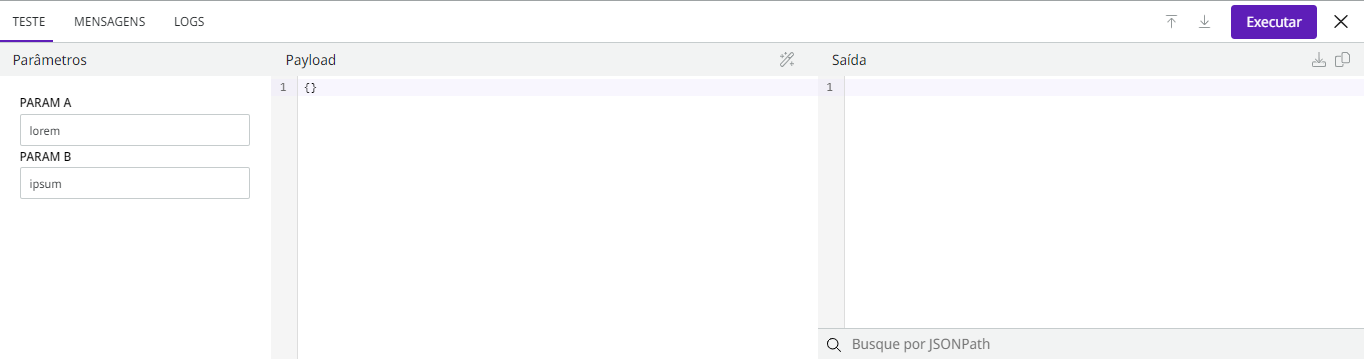 TESTE MENSAGENS LOGS Executar
Parâmetros Payload Saída
1 {} 1
PARAM A
lorem
PARAM B
ipsum
Busque por JSONPath